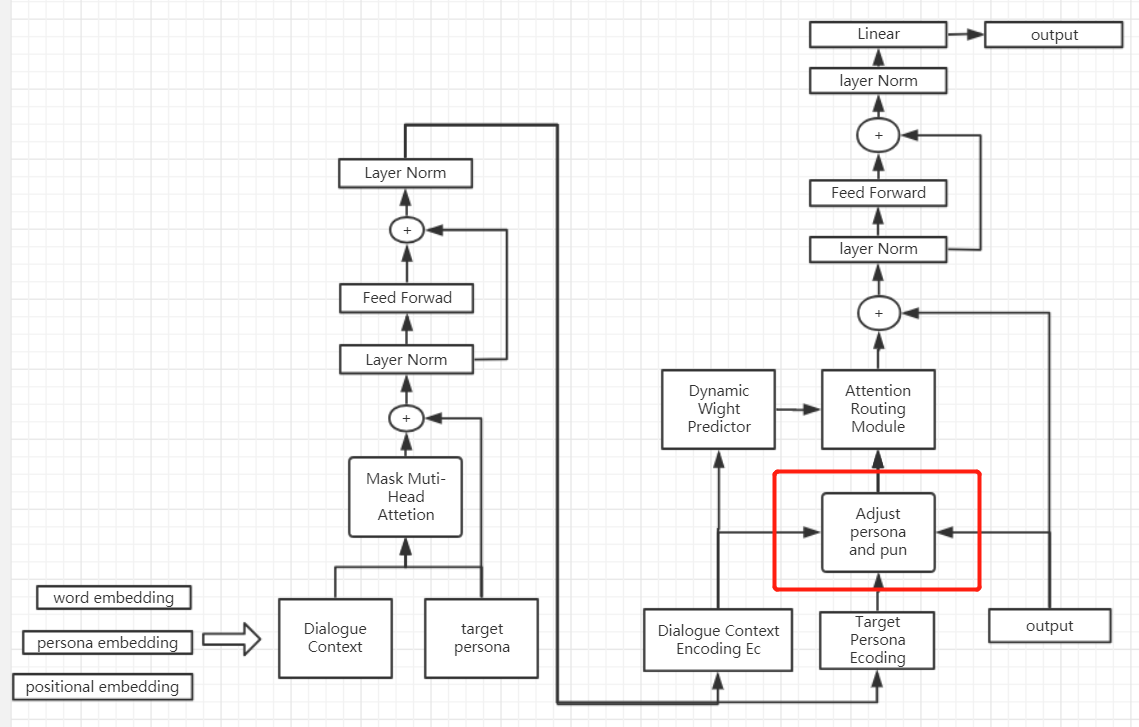 Linear
output
layer Norm
+
Feed Forward
layer Norm
+
Dynamic
Wight
Predictor
Attention
Routing
Module
Adjust
persona
and pun
Dialogue Context
Encoding Ec
Target
Persona
Ecoding
output
Layer Norm
+
Feed Forwad
Layer Norm
+
Mask Muti-
Head
Attetion
Dialogue
Context
target
persona
word embedding
persona embedding
positional embedding